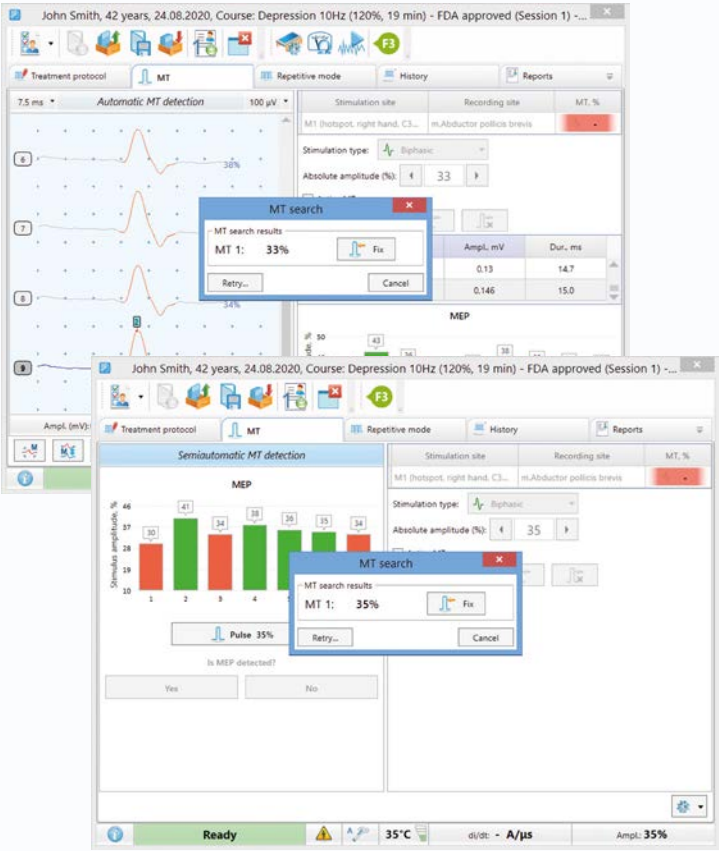 John Smith, 42 years, 24.08.2020, Course: Depression 10Hz (120%, 19 min) - FDA approved (Session 1) -...
F3
Treatment protocol MT Repetitive mode History Reports
7.5 ms Automatic MT detection 100 µV
Stimulation site Recording site MT, %
M1 (hotspot, right hand, C3... m.Abductor pollicis brevis
6
38%
Stimulation type: Biphasic
Absolute amplitude (%): 33
7
MT search
MT search results
MT 1: 33% Fix
Retry... Cancel
Ampl., mV Dur., ms
0.13 14.7
0.146 15.0
8
34%
2
MEP
50
43
38
9
Ampl. (mV):
John Smith, 42 years, 24.08.2020, Course: Depression 10Hz (120%, 19 min) - FDA approved (Session 1) -...
F3
Treatment protocol MT Repetitive mode History Reports
Semiautomatic MT detection
Stimulation site Recording site MT, %
M1 (hotspot, right hand, C3... m.Abductor pollicis brevis
MEP
Stimulus amplitude, %
46
37
28
19
10
30 41 34 38 36 35 34
1 2 3 4
Stimulation type: Biphasic
Absolute amplitude (%): 35
MT search
MT search results
MT 1: 35% Fix
Retry... Cancel
Pulse 35%
Is MEP detected?
Yes No
Ready 35°C di/dt: - A/µs Ampl.: 35%